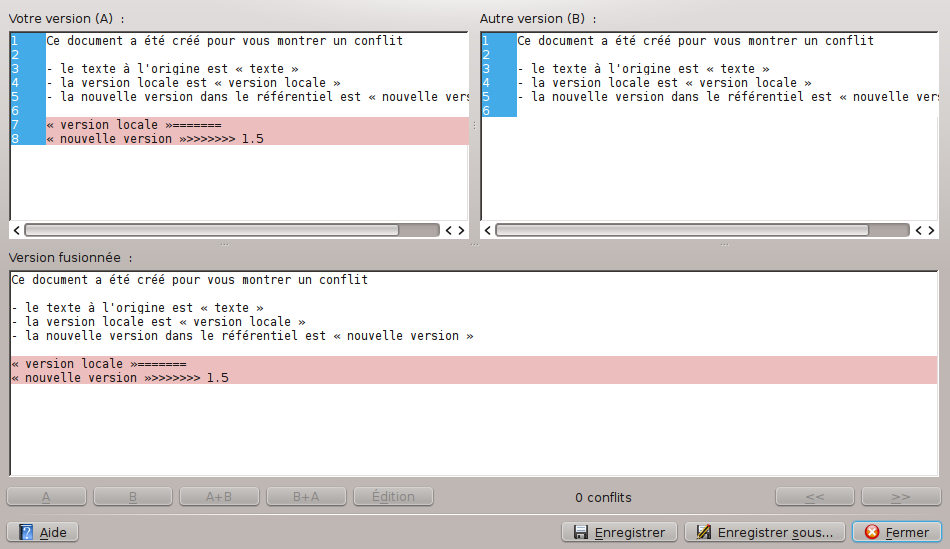 Votre version (A)  :
Autre version (B)  :
1 Ce document a été créé pour vous montrer un conflit
2
3 - le texte à l'origine est « texte »
4 - la version locale est « version locale »
5 - la nouvelle version dans le référentiel est « nouvelle vers
6
7 « version locale »=======
8 « nouvelle version »>>>>>>>> 1.5
1 Ce document a été créé pour vous montrer un conflit
2
3 - le texte à l'origine est « texte »
4 - la version locale est « version locale »
5 - la nouvelle version dans le référentiel est « nouvelle vers
6
Version fusionnée  :
Ce document a été créé pour vous montrer un conflit
- le texte à l'origine est « texte »
- la version locale est « version locale »
- la nouvelle version dans le référentiel est « nouvelle version »
« version locale »=======
« nouvelle version »>>>>>>>> 1.5
A B A+B B+A Édition 0 conflits << >>
Aide Enregistrer Enregistrer sous... Fermer